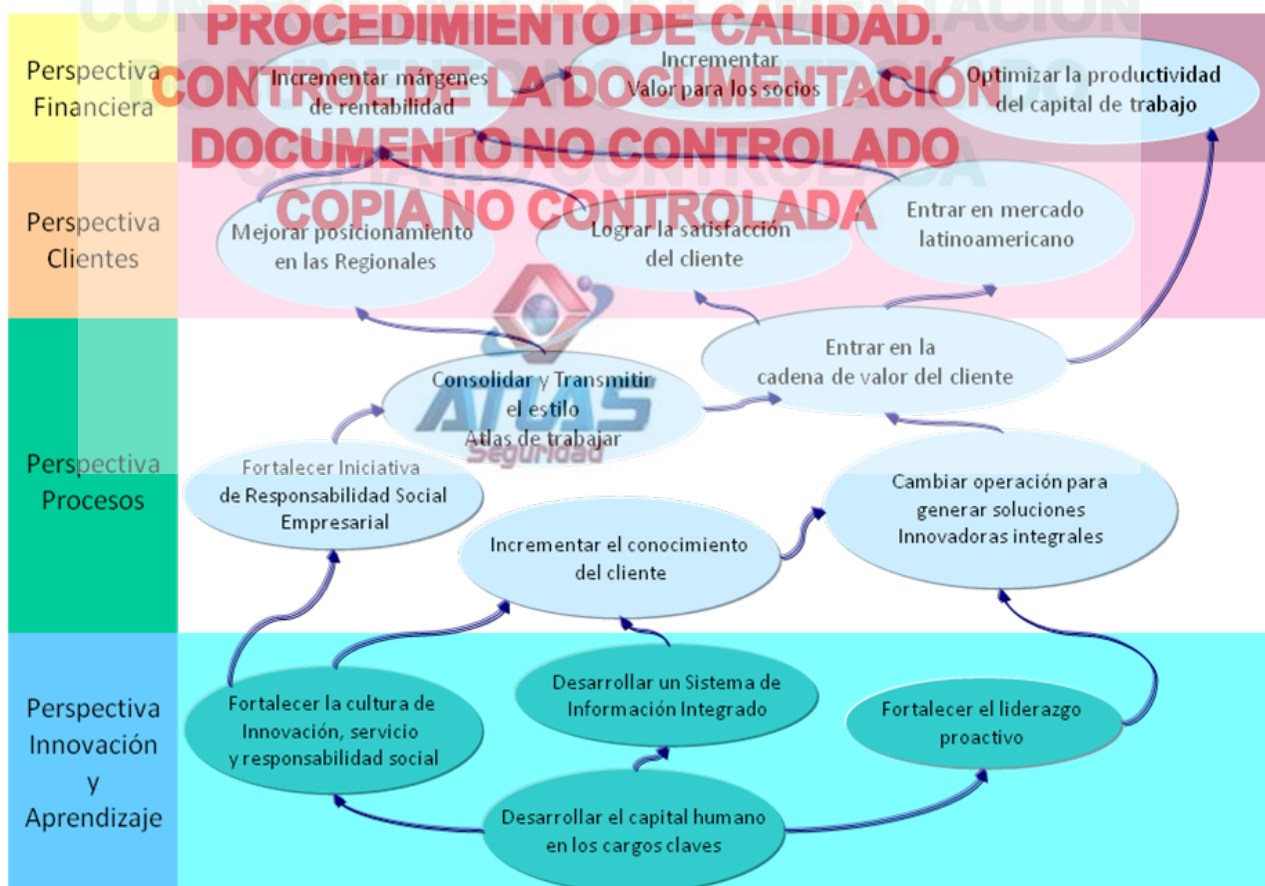 PROCEDIMIENTO DE CALIDAD.
CONTROL DE LA DOCUMENTACIÓN
DOCUMENTO NO CONTROLADO
COPIA NO CONTROLADA
Perspectiva
Financiera
Incrementar márgenes
de rentabilidad
Incrementar
Valor para los socios
Optimizar la productividad
del capital de trabajo
Perspectiva
Clientes
Mejorar posicionamiento
en las Regionales
Lograr la satisfacción
del cliente
Entrar en mercado
latinoamericano
Perspectiva
Procesos
Consolidar y Transmitir
el estilo
Atlas de trabajar
Entrar en la
cadena de valor del cliente
ATLAS
Seguridad
Fortalecer Iniciativa
de Responsabilidad Social
Empresarial
Incrementar el conocimiento
del cliente
Cambiar operación para
generar soluciones
Innovadoras integrales
Perspectiva
Innovación
y
Aprendizaje
Fortalecer la cultura de
Innovación, servicio
y responsabilidad social
Desarrollar un Sistema de
Información Integrado
Fortalecer el liderazgo
proactivo
Desarrollar el capital humano
en los cargos claves